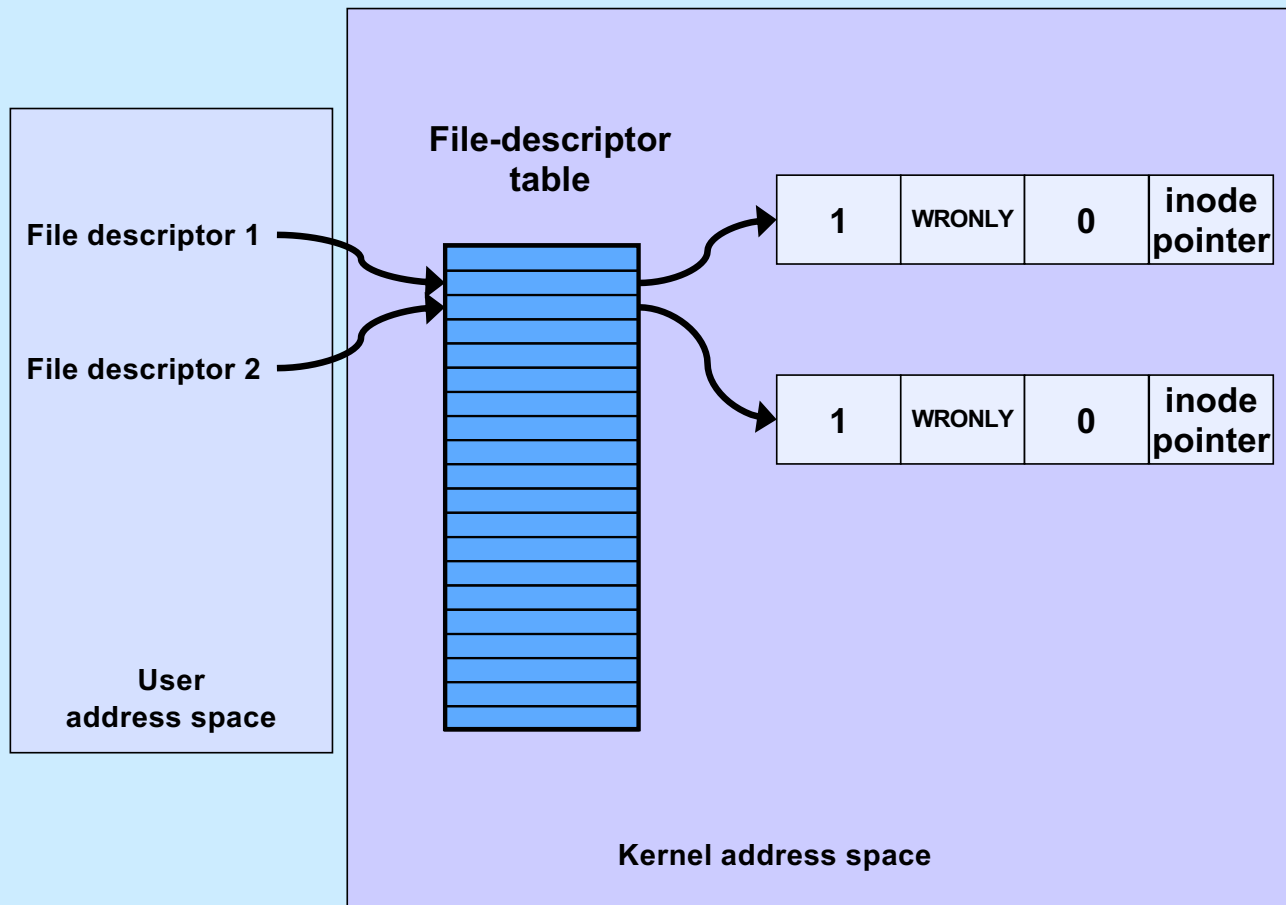 File-descriptor
table
File descriptor 1
File descriptor 2
1 WRONLY 0 inode
pointer
1 WRONLY 0 inode
pointer
User
address space
Kernel address space